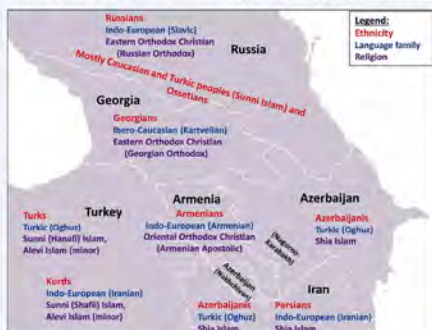 Russians
Indo-European (Slavic)
Eastern Orthodox Christian
(Russian Orthodox)
Russia
Legend:
Ethnicity
Language family
Religion
Mostly Caucasian and Turkic peoples (Sunni Islam) and
Ossetians
Georgia
Georgians
Ibero-Caucasian (Kartvelian)
Eastern Orthodox Christian
(Georgian Orthodox)
Armenia
Armenians
Indo-European (Armenian)
Oriental Orthodox Christian
(Armenian Apostolic)
Azerbaijan
Azerbaijanis
Turkic (Oghuz)
Shia Islam
(Nagorno-
Karabakh)
Turks
Turkey
Turkic (Oghuz)
Sunni (Hanafi) Islam,
Alevi Islam (minor)
Azerbaijan
(Nakhchivan)
Kurds
Indo-European (Iranian)
Sunni (Shafii) Islam,
Alevi Islam (minor)
Azerbaijanis
Turkic (Oghuz)
Shia Islam
Iran
Persians
Indo-European (Iranian)
Shia Islam